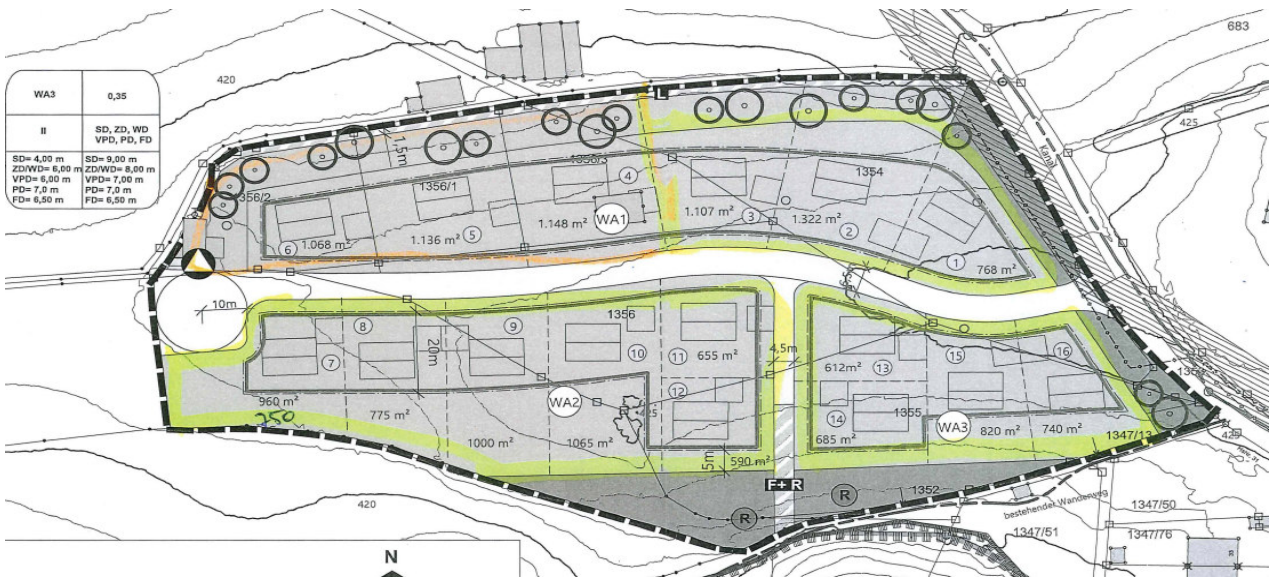 683
420
425
WA3 0,35
II SD, ZD, WD
VPD, PD, FD
SD= 4,00 m SD= 9,00 m
ZD/WD= 6,00 m ZD/WD= 8,00 m
VPD= 6,00 m VPD= 7,00 m
PD= 7,0 m PD= 7,0 m
FD= 6,50 m FD= 6,50 m
Kanal
1,5m
1356/3
1354
1356/1
4
1356/2
WA1
1.107 m²
3
1.322 m²
1.148 m²
5
1.136 m²
6
1.068 m²
2
1
768 m²
6,5
10m
1356
8
9
7
20m
10
11
655 m²
4,5m
612m²
13
15
16
12
960 m²
250
775 m²
WA2
425
14
1355
WA3
685 m²
820 m²
740 m²
1347/13
1000 m²
1065 m²
5m
590 m²
F+ R
R
R
1352
425
420
bestehender Wanderweg
1347/50
1347/51
1347/76
N